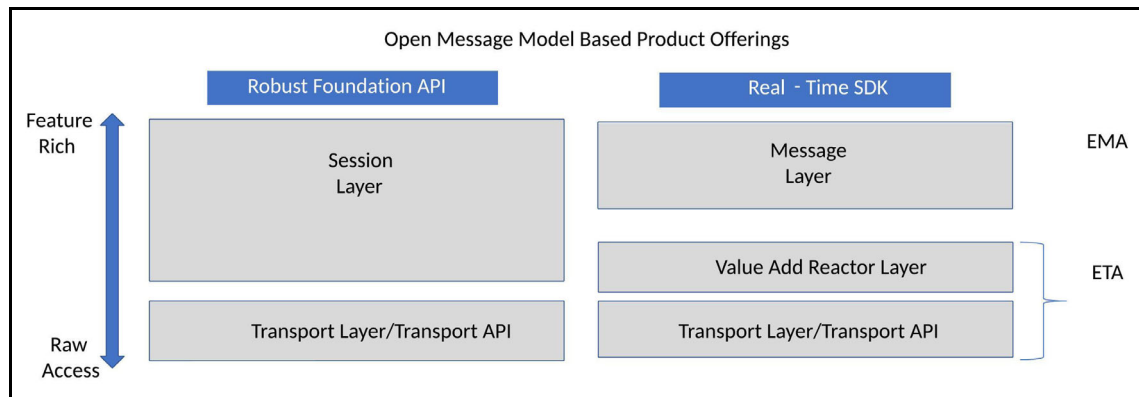 Open Message Model Based Product Offerings
Robust Foundation API
Real - Time SDK
Feature
Rich
Session
Layer
Message
Layer
EMA
Value Add Reactor Layer
ETA
Transport Layer/Transport API
Transport Layer/Transport API
Raw
Access